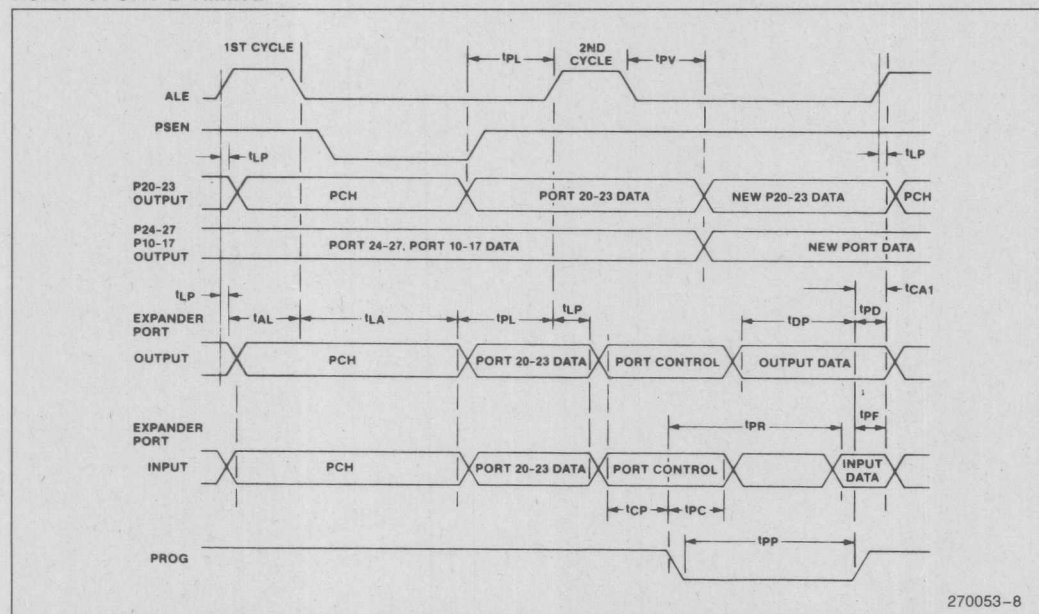 1ST CYCLE
tPL
2ND CYCLE
tPV
ALE
PSEN
tLP
tLP
P20-23 OUTPUT
PCH
PORT 20-23 DATA
NEW P20-23 DATA
PCH
P24-27
P10-17
OUTPUT
PORT 24-27, PORT 10-17 DATA
NEW PORT DATA
tLP
tCA1
EXPANDER PORT
tAL
tLA
tPL
tLP
tDP
tPD
OUTPUT
PCH
PORT 20-23 DATA
PORT CONTROL
OUTPUT DATA
EXPANDER PORT
tPR
tPF
INPUT
PCH
PORT 20-23 DATA
PORT CONTROL
INPUT DATA
tCP
tPC
PROG
tPP
270053-8